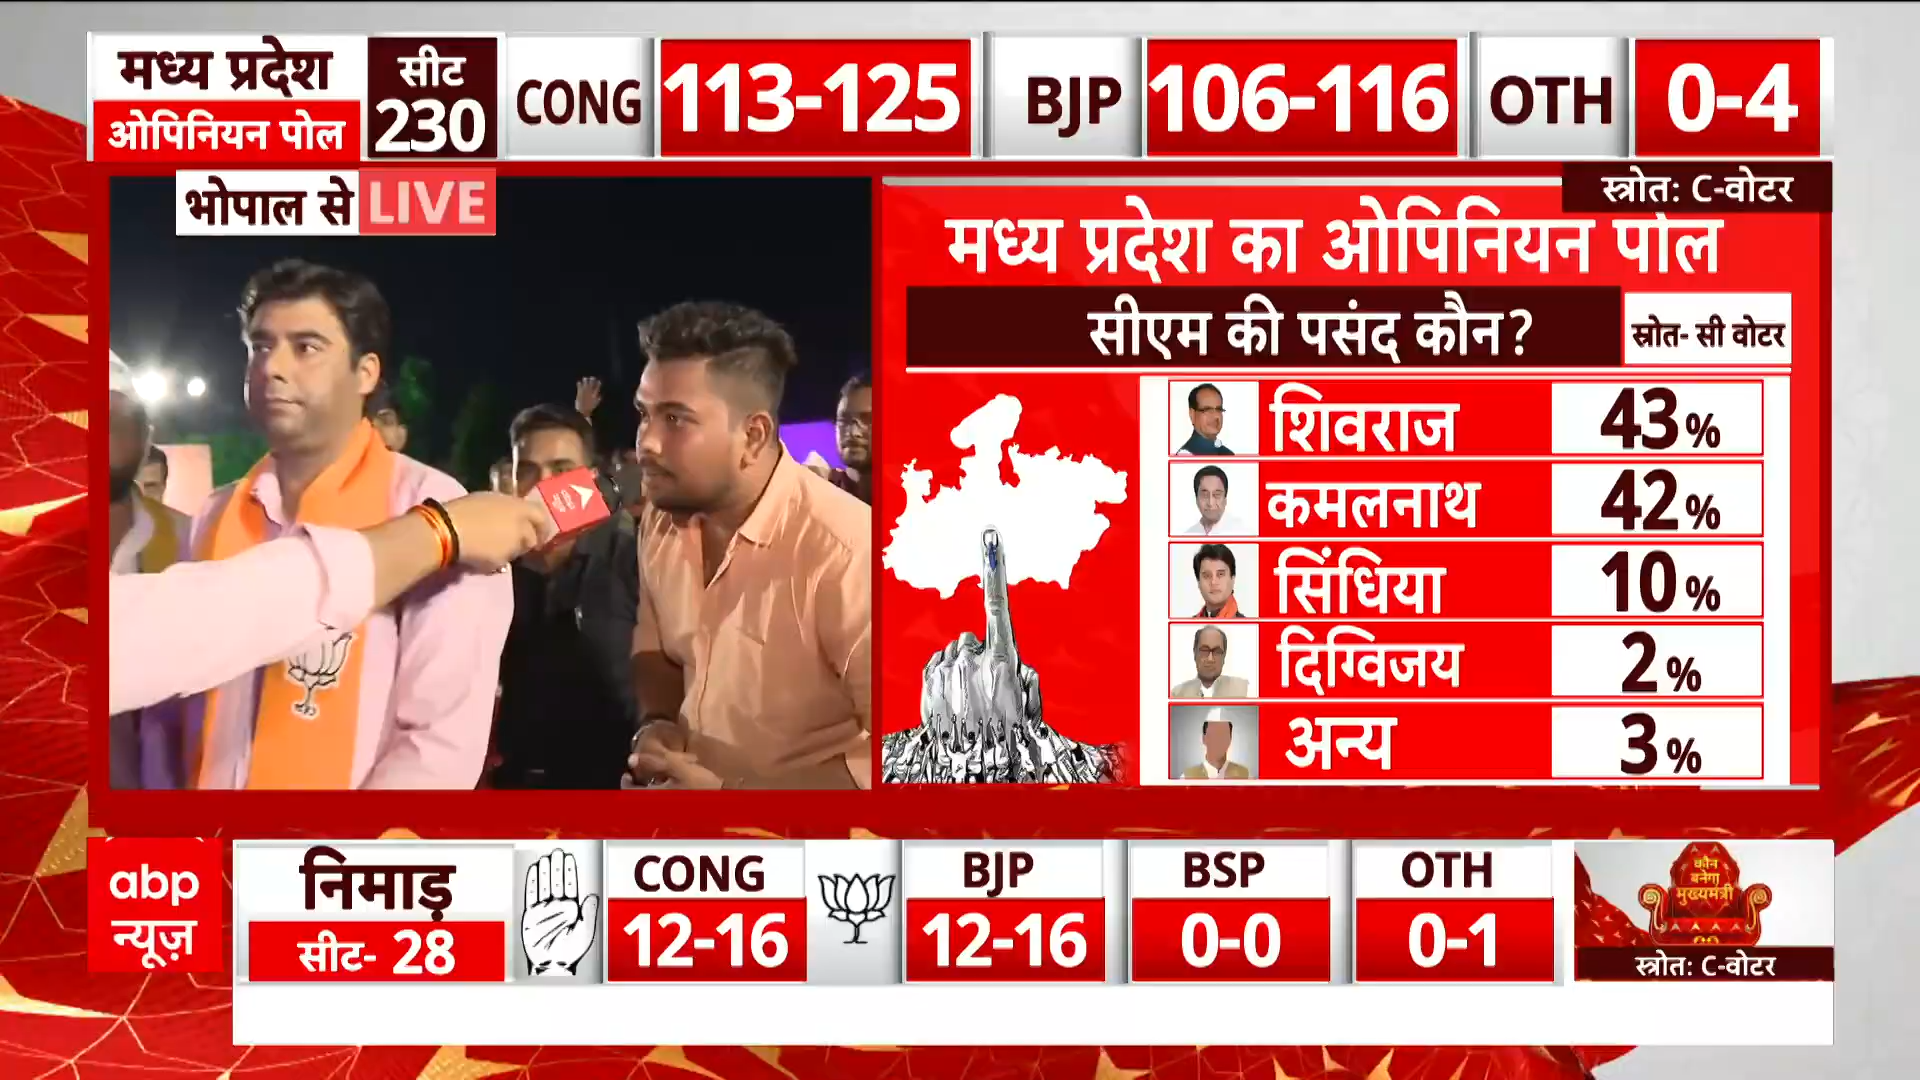 मध्य प्रदेश
ओपिनियन पोल
सीट
230
CONG 113-125
BJP 106-116
OTH 0-4
स्त्रोत: C-वोटर
भोपाल से LIVE
मध्य प्रदेश का ओपिनियन पोल
सीएम की पसंद कौन?
स्रोत- सी वोटर
शिवराज 43%
कमलनाथ 42%
सिंधिया 10%
दिग्विजय 2%
अन्य 3%
abp
न्यूज़
निमाड़
सीट- 28
CONG
12-16
BJP
12-16
BSP
0-0
OTH
0-1
कौन
बनेगा
मुख्यमंत्री
स्त्रोत: C-वोटर